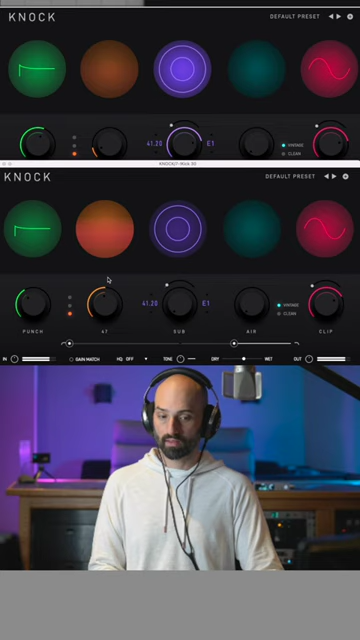 KNOCK
DEFAULT PRESET
41.20
E1
VINTAGE
CLEAN
KNOCK
DEFAULT PRESET
41.20
E1
VINTAGE
CLEAN
PUNCH
47
SUB
AIR
CLIP
IN
GAIN MATCH
HQ OFF
TONE
DRY
WET
OUT